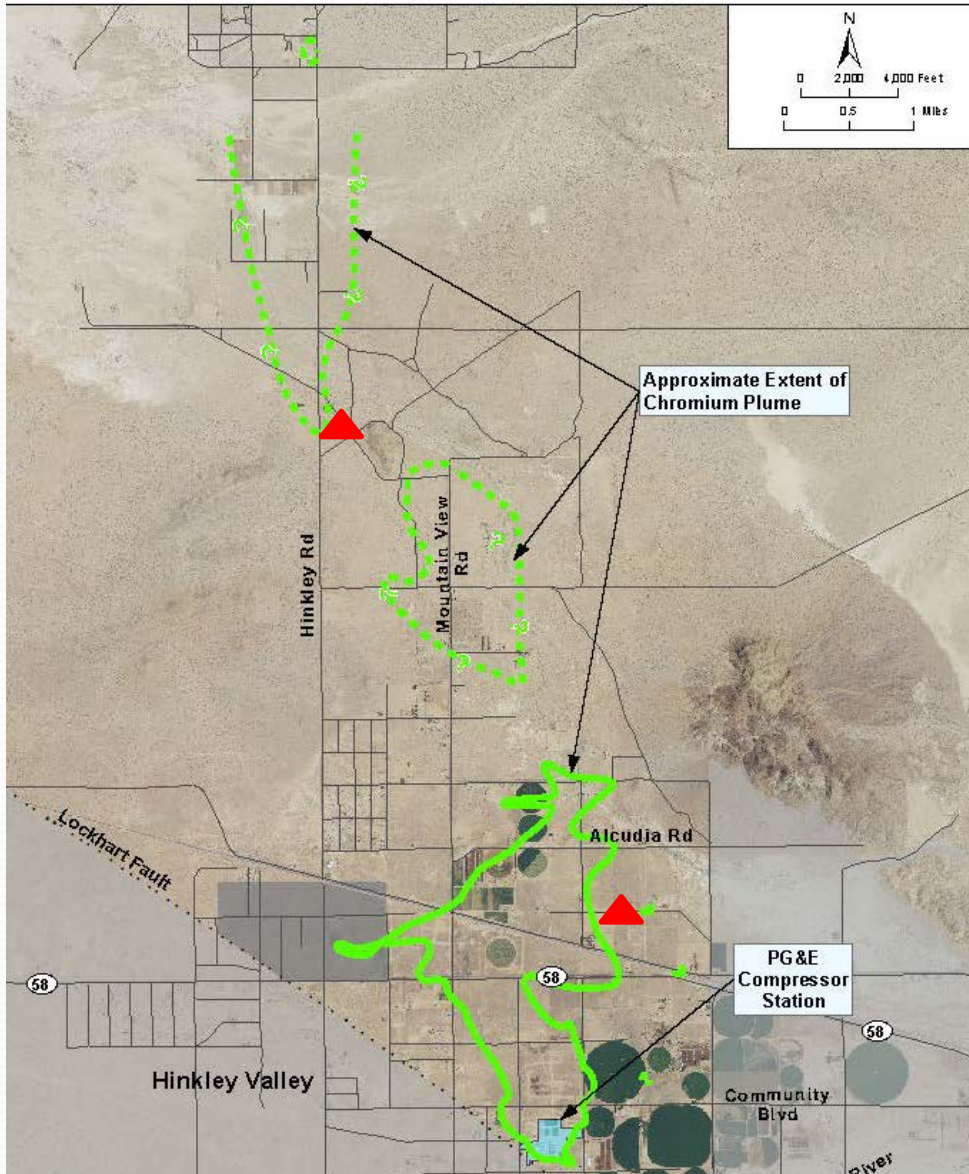 N
0 2,000 4,000 Feet
0 0.5 1 Miles
Approximate Extent of
Chromium Plume
Hinkley Rd
Mountain View
Rd
Lockhart Fault
Alcudia Rd
PG&E
Compressor
Station
58
58
58
Hinkley Valley
Community
Blvd
River